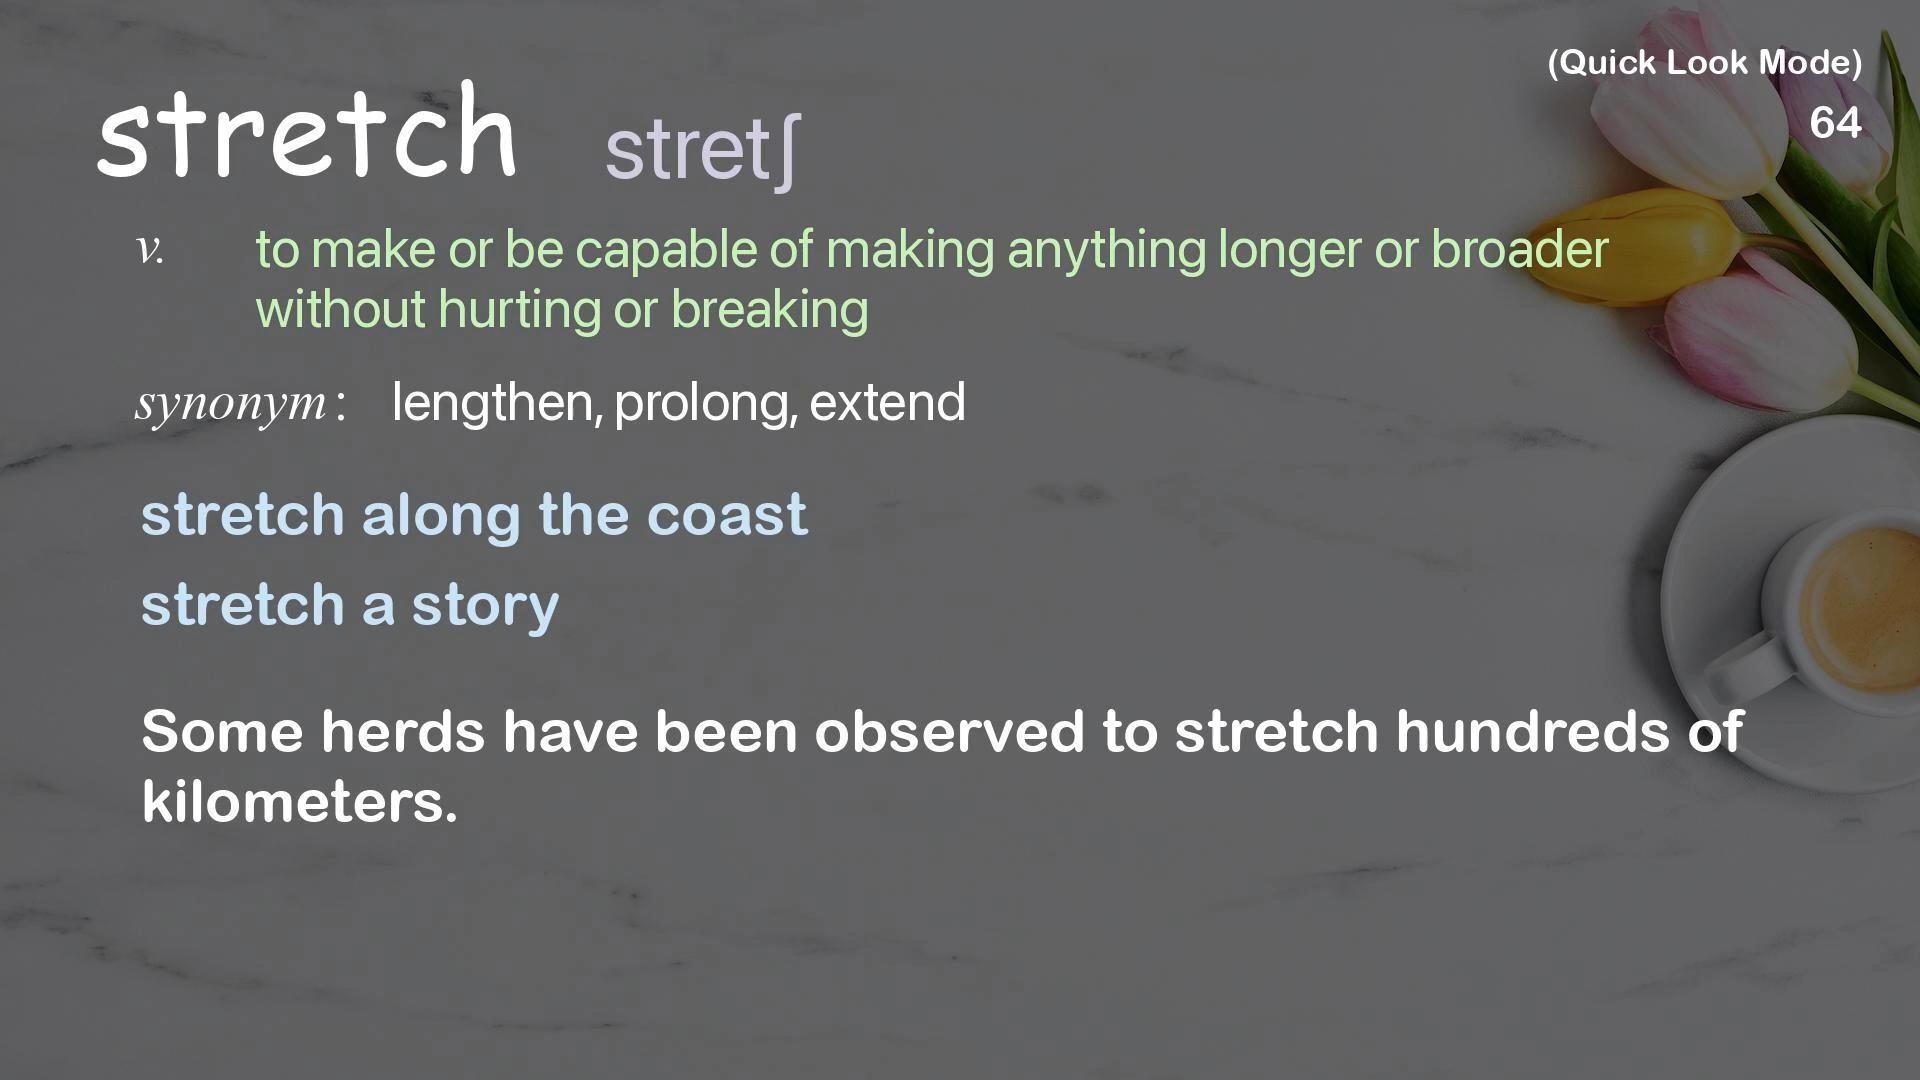 (Quick Look Mode)
64
stretch stretʃ
v. to make or be capable of making anything longer or broader
without hurting or breaking
synonym : lengthen, prolong, extend
stretch along the coast
stretch a story
Some herds have been observed to stretch hundreds of
kilometers.